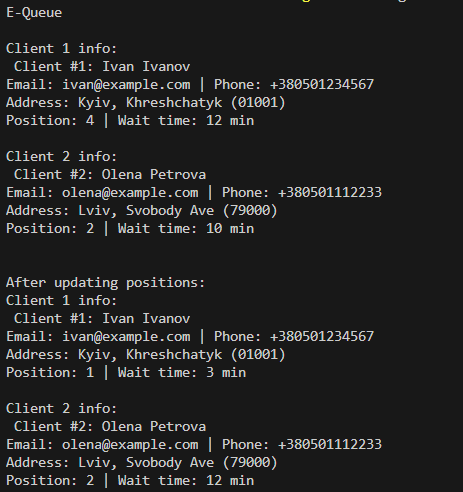 E-Queue
Client 1 info:
Client #1: Ivan Ivanov
Email: ivan@example.com | Phone: +380501234567
Address: Kyiv, Khreshchatyk (01001)
Position: 4 | Wait time: 12 min
Client 2 info:
Client #2: Olena Petrova
Email: olena@example.com | Phone: +380501112233
Address: Lviv, Svobody Ave (79000)
Position: 2 | Wait time: 10 min
After updating positions:
Client 1 info:
Client #1: Ivan Ivanov
Email: ivan@example.com | Phone: +380501234567
Address: Kyiv, Khreshchatyk (01001)
Position: 1 | Wait time: 3 min
Client 2 info:
Client #2: Olena Petrova
Email: olena@example.com | Phone: +380501112233
Address: Lviv, Svobody Ave (79000)
Position: 2 | Wait time: 12 min